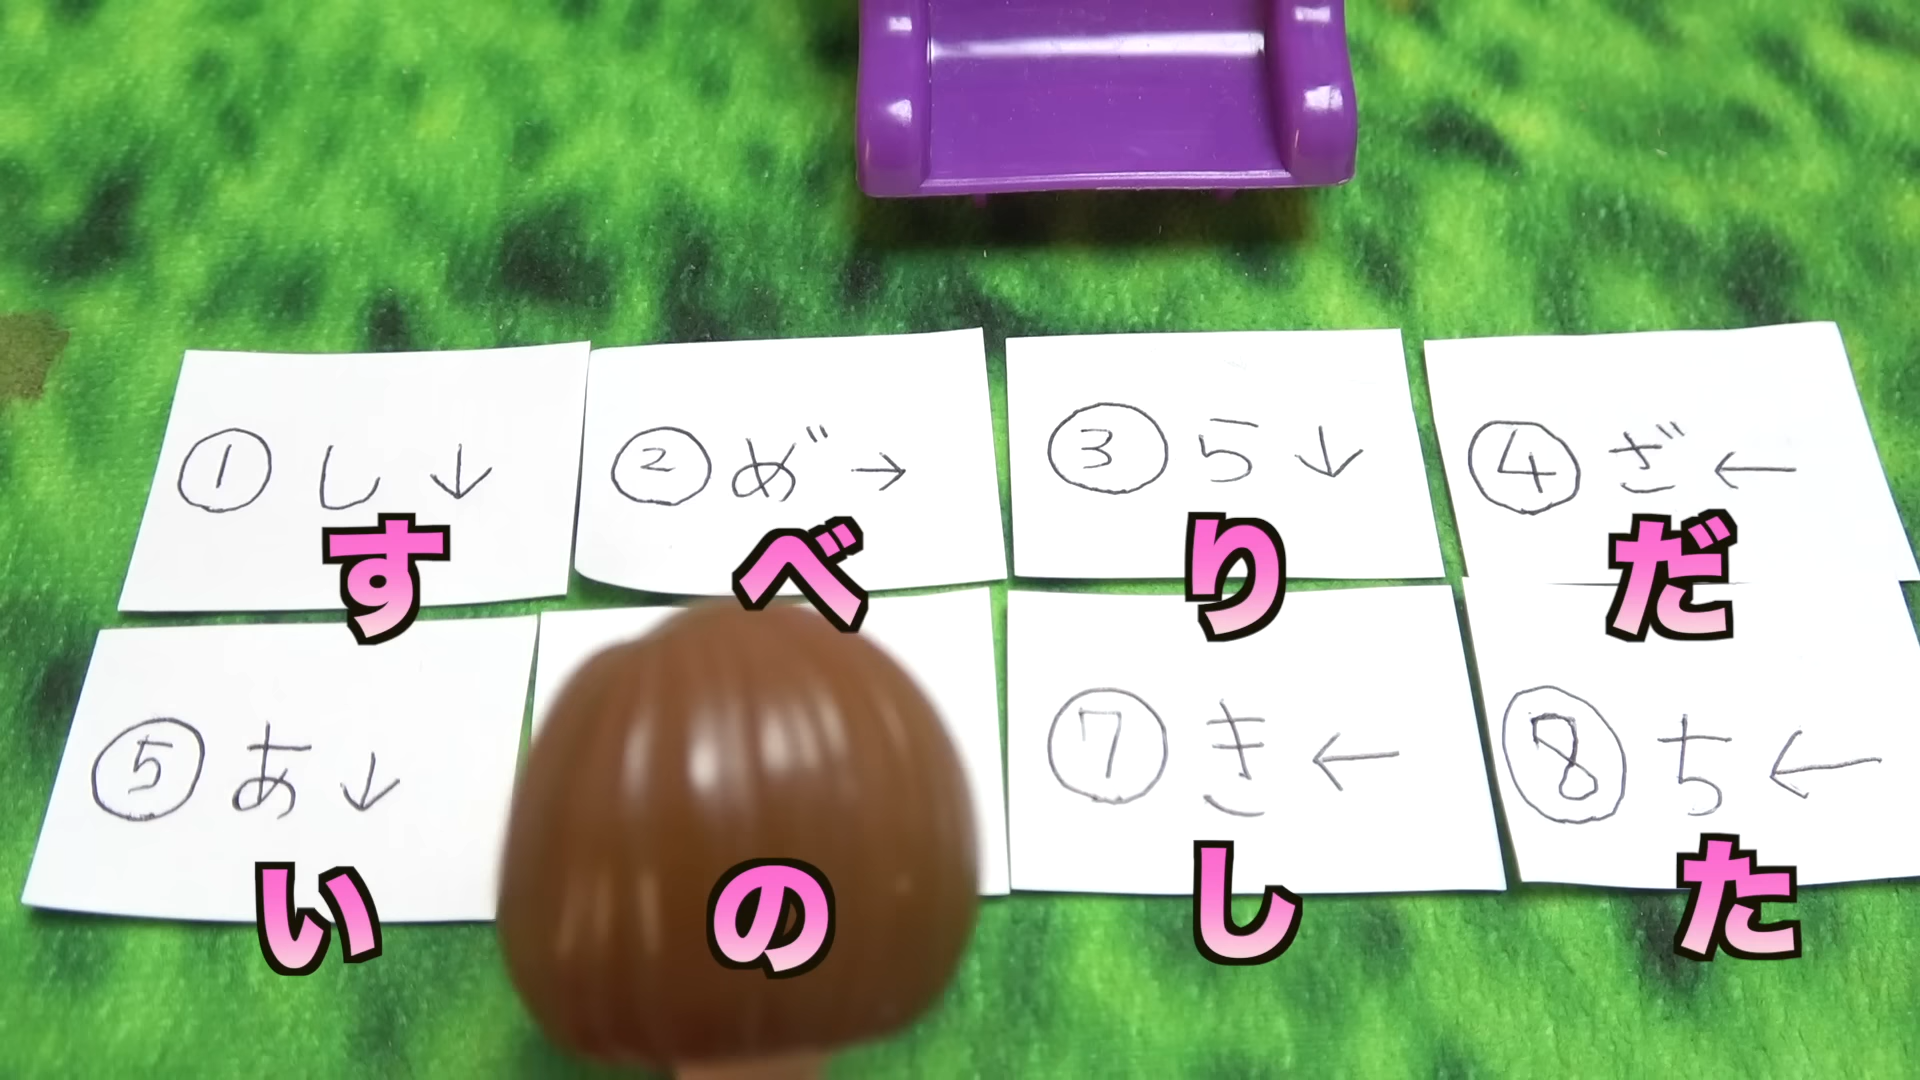 ① し ↓ ② め゛ → ③ ら ↓ ④ ざ ←
す べ り だ
⑤ あ ↓ ⑦ き ← ⑧ ち ←
い の し た